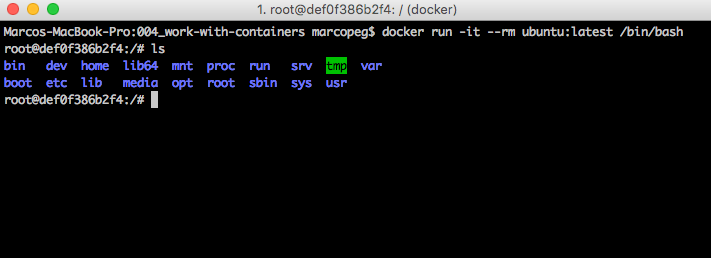 1. root@def0f386b2f4: / (docker)
Marcos-MacBook-Pro:004_work-with-containers marcopeg$ docker run -it --rm ubuntu:latest /bin/bash
root@def0f386b2f4:/# ls
bin dev home lib64 mnt proc run srv tmp var
boot etc lib media opt root sbin sys usr
root@def0f386b2f4:/#